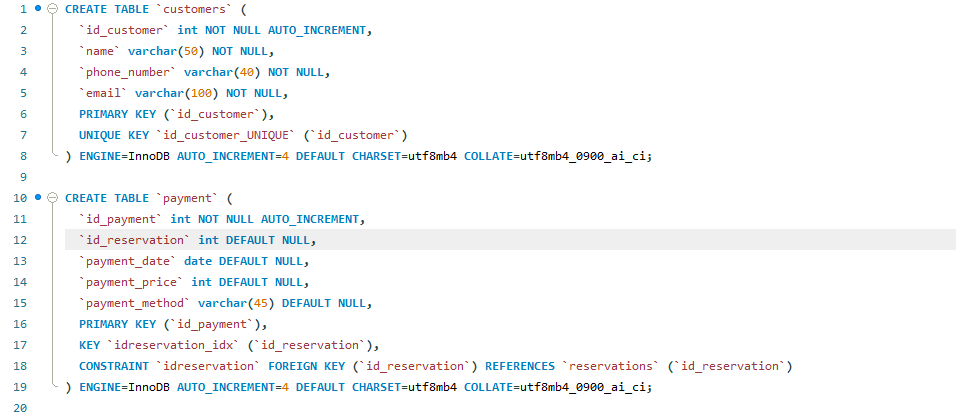 1 CREATE TABLE `customers` (
2 `id_customer` int NOT NULL AUTO_INCREMENT,
3 `name` varchar(50) NOT NULL,
4 `phone_number` varchar(40) NOT NULL,
5 `email` varchar(100) NOT NULL,
6 PRIMARY KEY (`id_customer`),
7 UNIQUE KEY `id_customer_UNIQUE` (`id_customer`)
8 ) ENGINE=InnoDB AUTO_INCREMENT=4 DEFAULT CHARSET=utf8mb4 COLLATE=utf8mb4_0900_ai_ci;
9
10 CREATE TABLE `payment` (
11 `id_payment` int NOT NULL AUTO_INCREMENT,
12 `id_reservation` int DEFAULT NULL,
13 `payment_date` date DEFAULT NULL,
14 `payment_price` int DEFAULT NULL,
15 `payment_method` varchar(45) DEFAULT NULL,
16 PRIMARY KEY (`id_payment`),
17 KEY `idreservation_idx` (`id_reservation`),
18 CONSTRAINT `idreservation` FOREIGN KEY (`id_reservation`) REFERENCES `reservations` (`id_reservation`)
19 ) ENGINE=InnoDB AUTO_INCREMENT=4 DEFAULT CHARSET=utf8mb4 COLLATE=utf8mb4_0900_ai_ci;
20